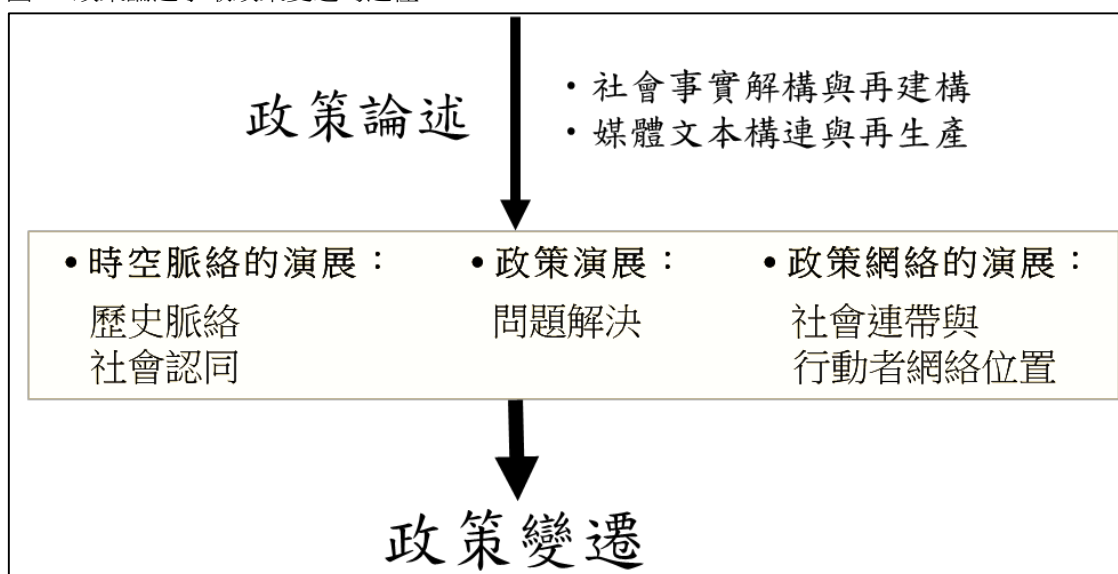 政策論述
・社會事實解構與再建構
・媒體文本構連與再生產
•時空脈絡的演展：
歷史脈絡
社會認同
•政策演展：
問題解決
•政策網絡的演展：
社會連帶與
行動者網絡位置
政策變遷